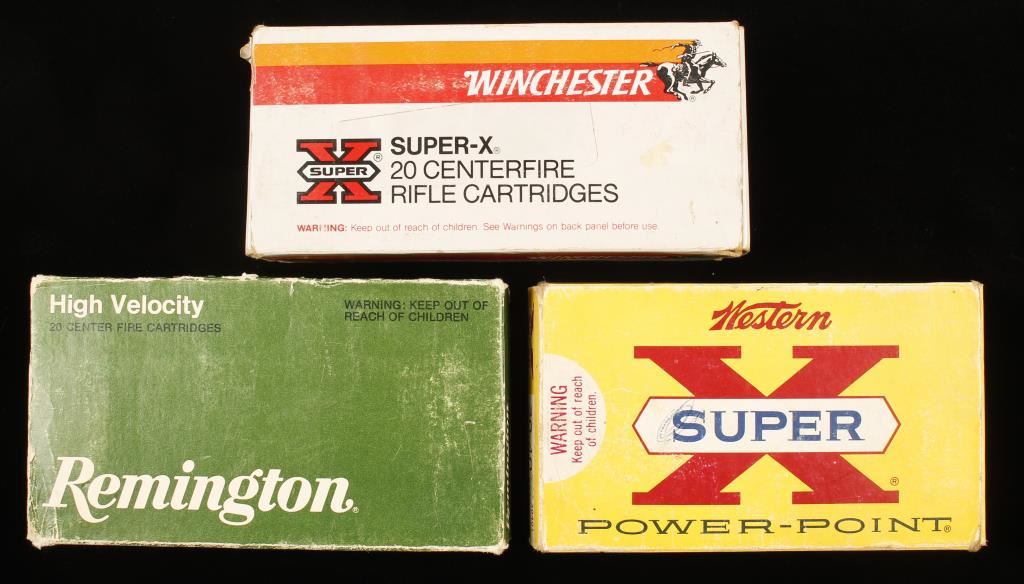 WINCHESTER
®
SUPER
®
SUPER-X®
20 CENTERFIRE
RIFLE CARTRIDGES
WARNING: Keep out of reach of children. See Warnings on back panel before use.
High Velocity
20 CENTER FIRE CARTRIDGES
WARNING: KEEP OUT OF
REACH OF CHILDREN
Remington®
Western
X
SUPER
®
POWER-POINT®
WARNING
Keep out of reach
of children.